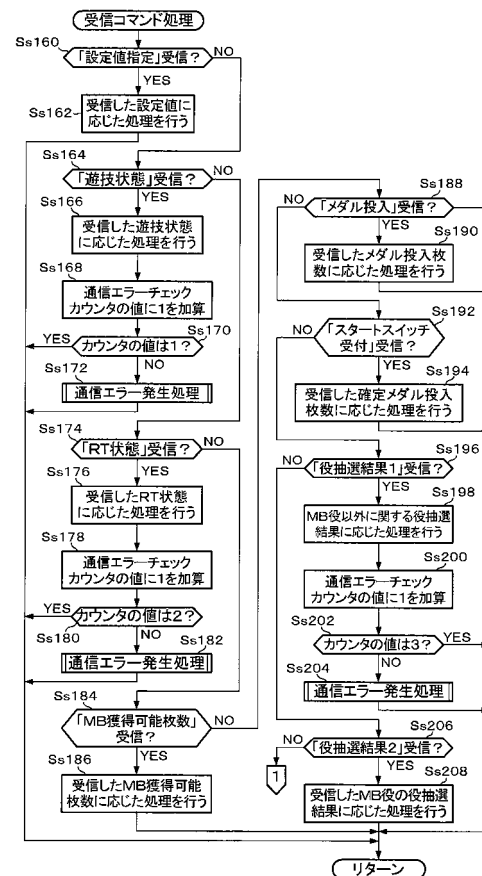 受信コマンド処理
Ss160
「設定値指定」受信?
NO
YES
Ss162
受信した設定値に
応じた処理を行う
Ss164
「遊技状態」受信?
NO
YES
Ss166
受信した遊技状態
に応じた処理を行う
Ss168
通信エラーチェック
カウンタの値に1を加算
Ss170
YES
カウンタの値は1?
NO
Ss172
通信エラー発生処理
Ss174
「RT状態」受信?
NO
YES
Ss176
受信したRT状態
に応じた処理を行う
Ss178
通信エラーチェック
カウンタの値に1を加算
YES
カウンタの値は2?
Ss180
NO
Ss182
通信エラー発生処理
Ss184
「MB獲得可能枚数」
受信?
NO
YES
Ss186
受信したMB獲得可能
枚数に応じた処理を行う
Ss188
NO
「メダル投入」受信?
YES
Ss190
受信したメダル投入枚
数に応じた処理を行う
Ss192
NO
「スタートスイッチ
受付」受信?
YES
Ss194
受信した確定メダル投入
枚数に応じた処理を行う
Ss196
NO
「役抽選結果1」受信?
YES
Ss198
MB役以外に関する役抽選
結果に応じた処理を行う
Ss200
通信エラーチェック
カウンタの値に1を加算
Ss202
カウンタの値は3?
YES
NO
Ss204
通信エラー発生処理
Ss206
NO
「役抽選結果2」受信?
1
YES
Ss208
受信したMB役の役抽選
結果に応じた処理を行う
リターン